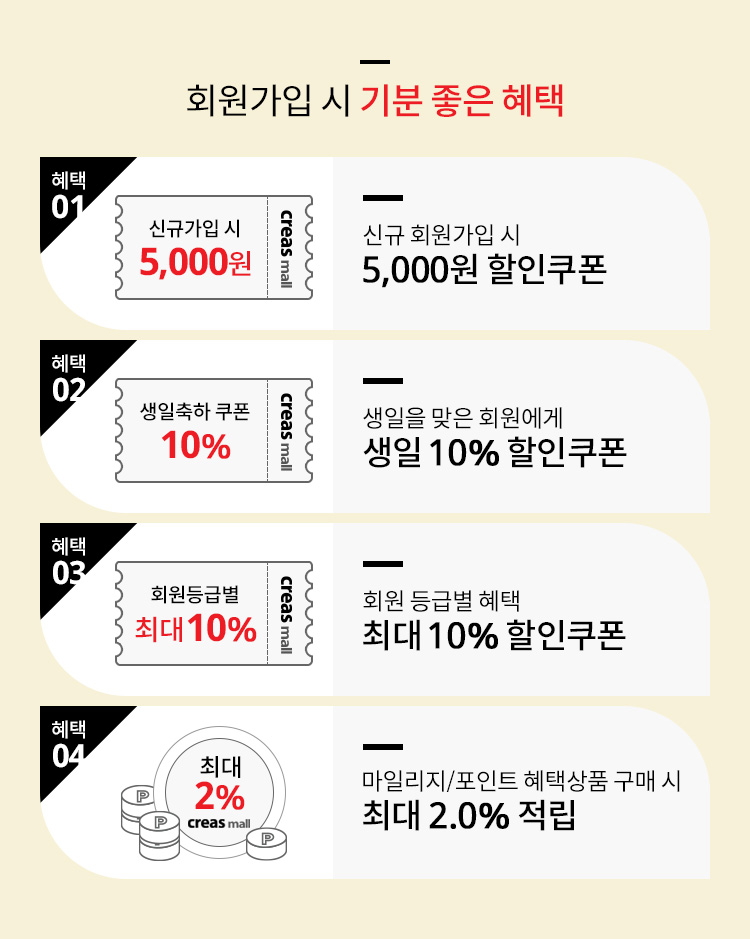 회원가입 시 기분 좋은 혜택
혜택
01
신규가입 시
5,000원
creas mall
신규 회원가입 시
5,000원 할인쿠폰
혜택
02
생일축하 쿠폰
10%
creas mall
생일을 맞은 회원에게
생일 10% 할인쿠폰
혜택
03
회원등급별
최대 10%
creas mall
회원 등급별 혜택
최대 10% 할인쿠폰
혜택
04
최대
2%
creas mall
P
P
P
마일리지/포인트 혜택상품 구매 시
최대 2.0% 적립